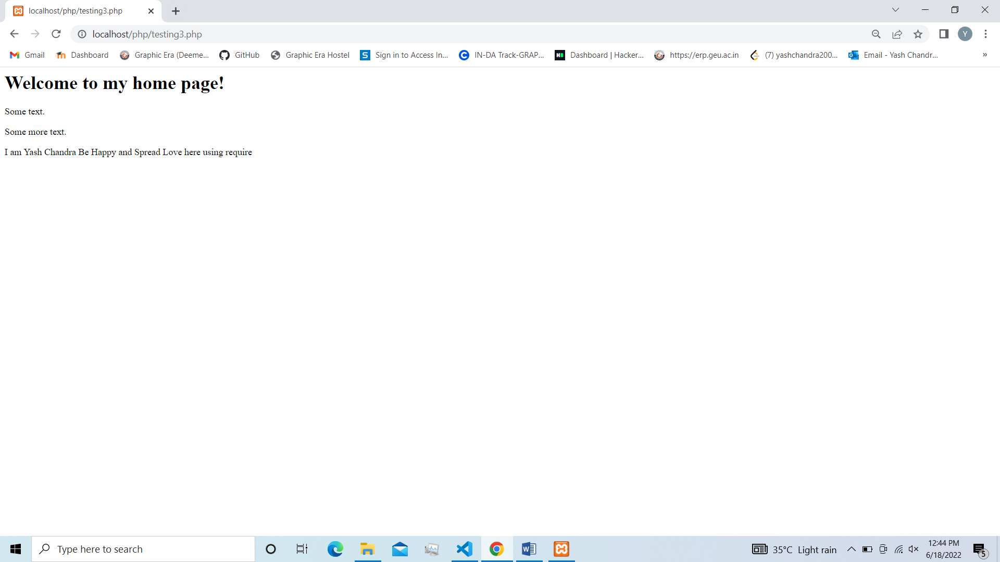 localhost/php/testing3.php
localhost/php/testing3.php
Y
Gmail Dashboard Graphic Era (Deeme... GitHub Graphic Era Hostel Sign in to Access In... IN-DA Track-GRAP... Dashboard | Hacker... https://erp.geu.ac.in (7) yashchandra200... Email - Yash Chandr... »
Welcome to my home page!
Some text.
Some more text.
I am Yash Chandra Be Happy and Spread Love here using require
Type here to search
35°C Light rain
12:44 PM
6/18/2022
5